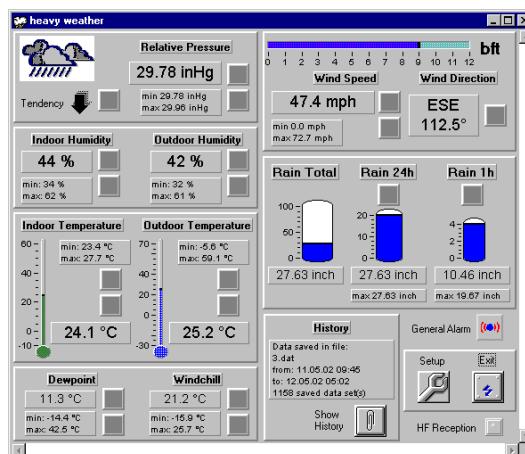 heavy weather
Relative Pressure
29.78 inHg
Tendency
min 29.78 inHg
max 29.96 inHg
0 1 2 3 4 5 6 7 8 9 10 11 12
bft
Wind Speed
Wind Direction
47.4 mph
ESE
112.5°
min 0.0 mph
max 72.7 mph
Indoor Humidity
Outdoor Humidity
44 %
42 %
min: 34 %
max: 62 %
min: 32 %
max: 61 %
Rain Total
Rain 24h
Rain 1h
100
50
0
20
10
0
4
2
0
27.63 inch
27.63 inch
10.46 inch
max 27.63 inch
max 19.67 inch
Indoor Temperature
Outdoor Temperature
60
40
20
0
-10
min: 23.4 °C
max: 27.7 °C
24.1 °C
70
40
20
0
-30
min: -5.6 °C
max: 59.1 °C
25.2 °C
Dewpoint
Windchill
11.3 °C
21.2 °C
min: -14.4 °C
max: 42.5 °C
min: -15.9 °C
max: 25.7 °C
History
Data saved in file:
3.dat
from: 11.05.02 09:45
to: 12.05.02 05:02
1158 saved data set(s)
Show
History
General Alarm
Setup
Exit
HF Reception